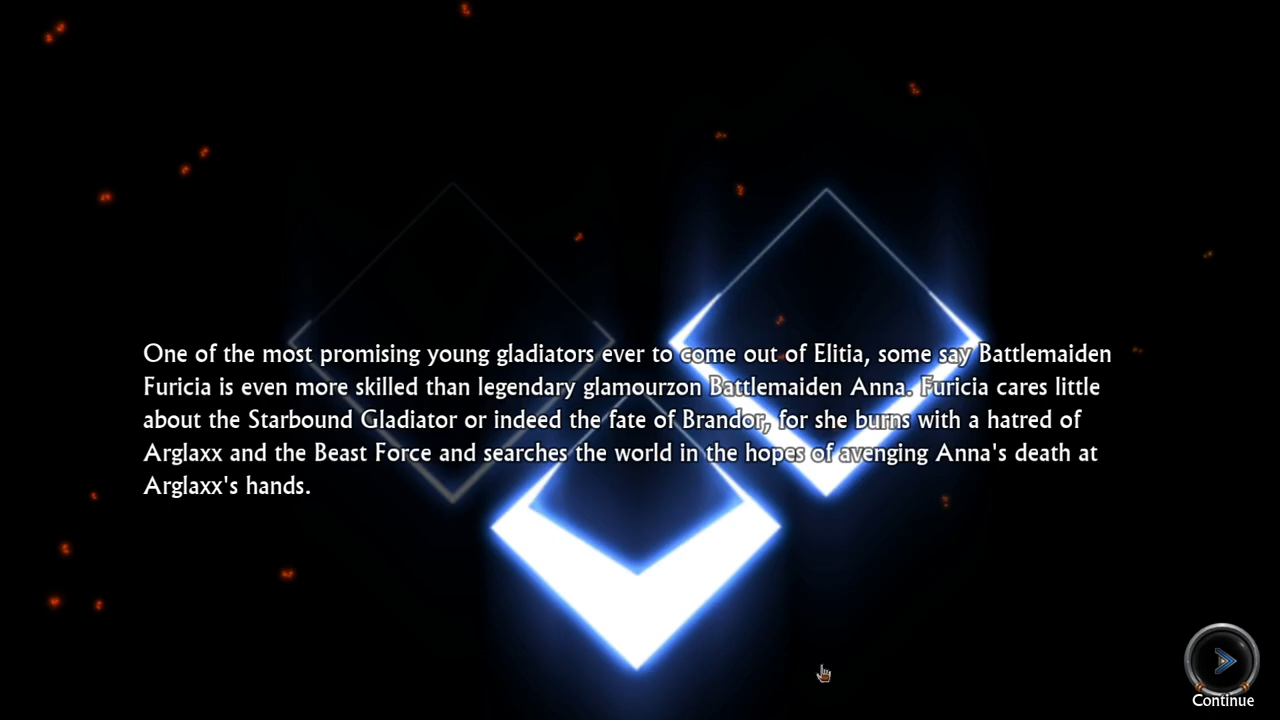 One of the most promising young gladiators ever to come out of Elitia, some say Battlemaiden
Furicia is even more skilled than legendary glamourzon Battlemaiden Anna. Furicia cares little
about the Starbound Gladiator or indeed the fate of Brandor, for she burns with a hatred of
Arglaxx and the Beast Force and searches the world in the hopes of avenging Anna's death at
Arglaxx's hands.
Continue